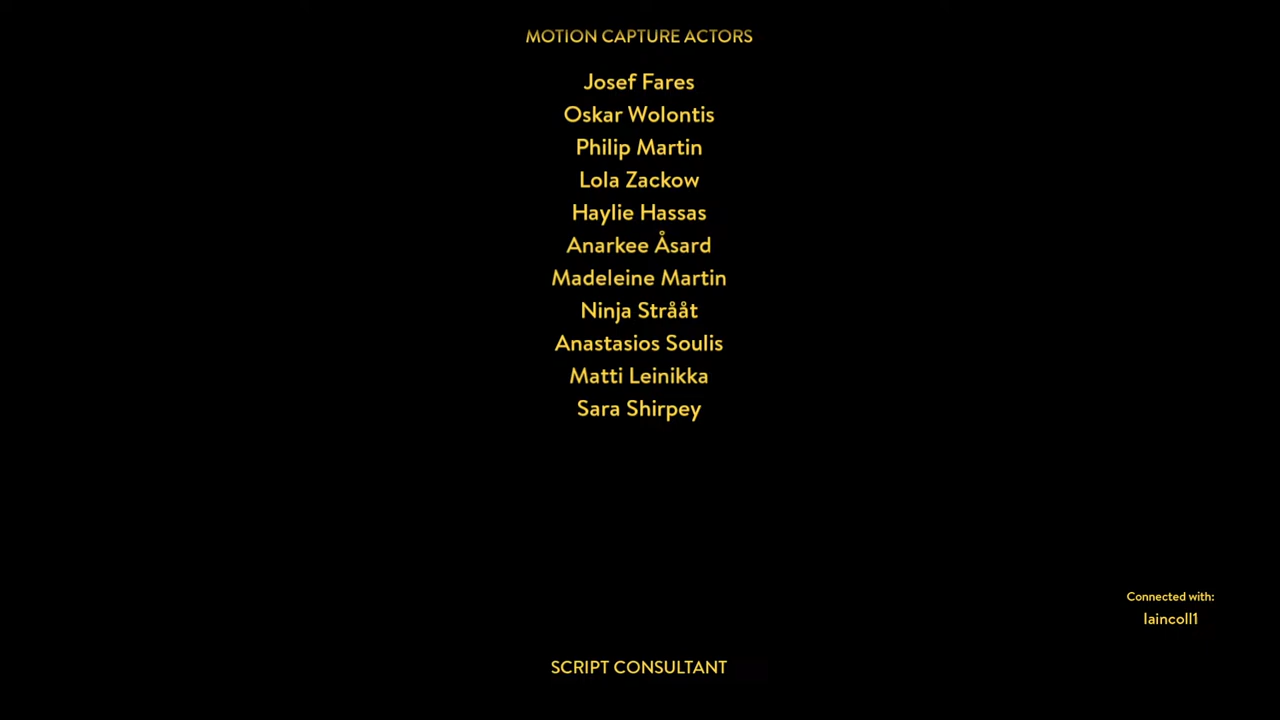 MOTION CAPTURE ACTORS
Josef Fares
Oskar Wolontis
Philip Martin
Lola Zackow
Haylie Hassas
Anarkee Åsard
Madeleine Martin
Ninja Strååt
Anastasios Soulis
Matti Leinikka
Sara Shirpey
Connected with:
Iaincoll1
SCRIPT CONSULTANT